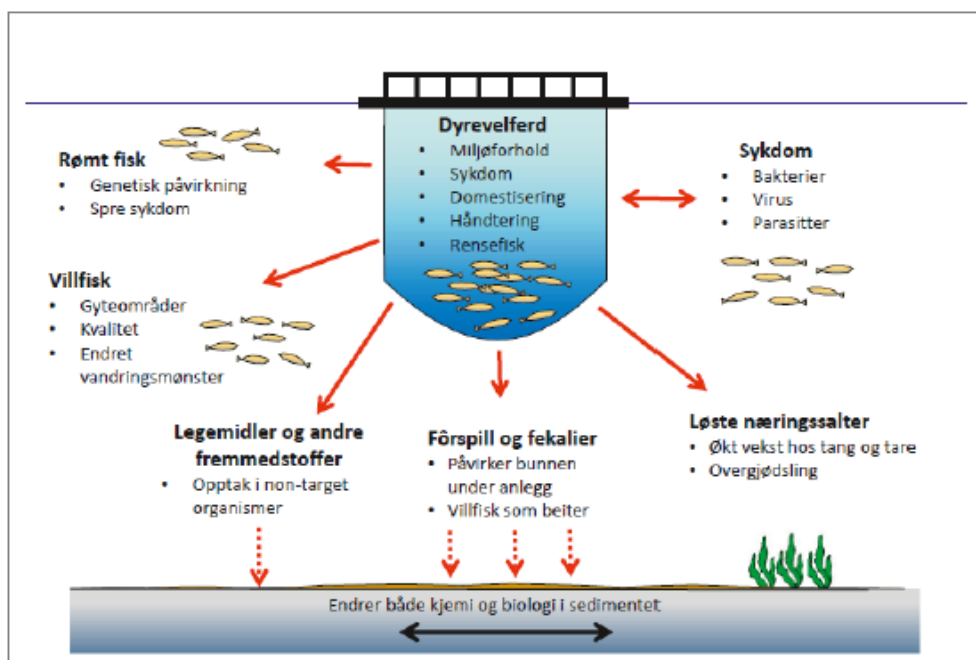 Dyrevelferd
• Miljøforhold
• Sykdom
• Domestisering
• Håndtering
• Rensefisk
Rømt fisk
• Genetisk påvirkning
• Spre sykdom
Sykdom
• Bakterier
• Virus
• Parasitter
Villfisk
• Gyteområder
• Kvalitet
• Endret
vandringsmønster
Legemidler og andre
fremmedstoffer
• Opptak i non-target
organismer
Fôrspill og fekalier
• Påvirker bunnen
under anlegg
• Villfisk som beiter
Løste næringssalter
• Økt vekst hos tang og tare
• Overgjødsling
Endrer både kjemi og biologi i sedimentet